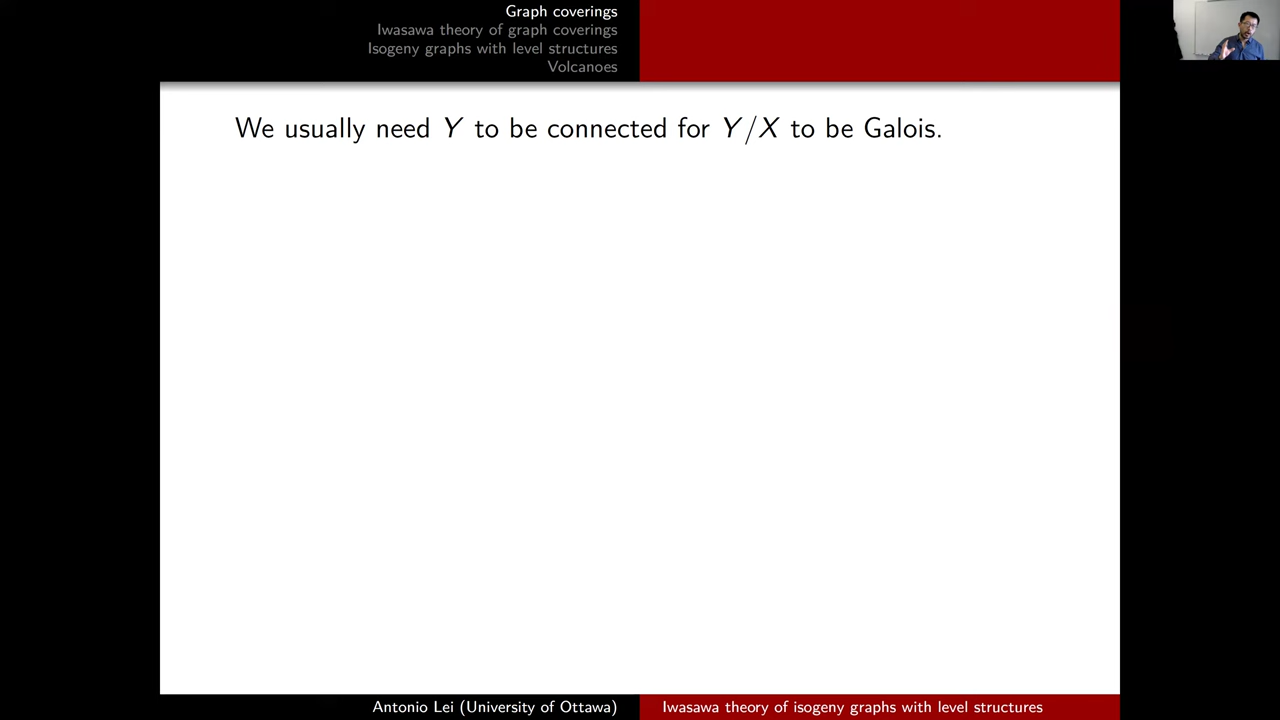 Graph coverings
Iwasawa theory of graph coverings
Isogeny graphs with level structures
Volcanoes
We usually need Y to be connected for Y/X to be Galois.
Antonio Lei (University of Ottawa)
Iwasawa theory of isogeny graphs with level structures